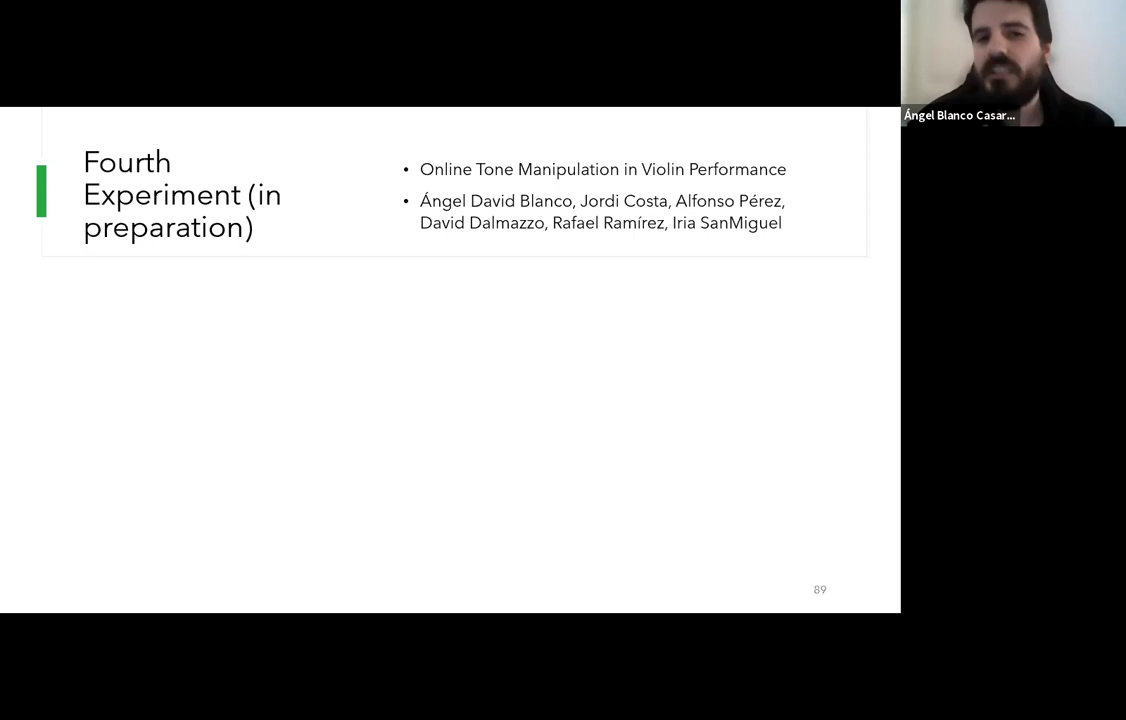 Fourth
Experiment (in
preparation)
• Online Tone Manipulation in Violin Performance
• Ángel David Blanco, Jordi Costa, Alfonso Pérez,
David Dalmazzo, Rafael Ramírez, Iria SanMiguel
89
Ángel Blanco Casar...